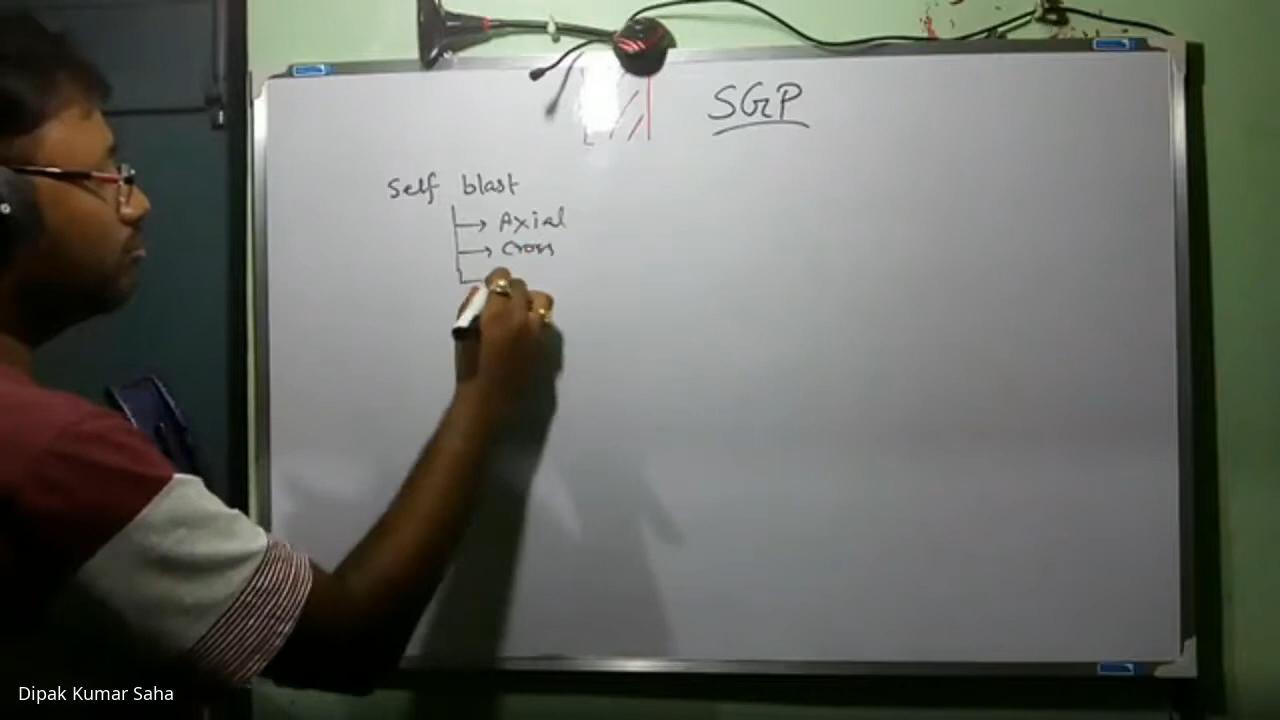 SGP
Self blast
→ Axial
→ Cross
Dipak Kumar Saha